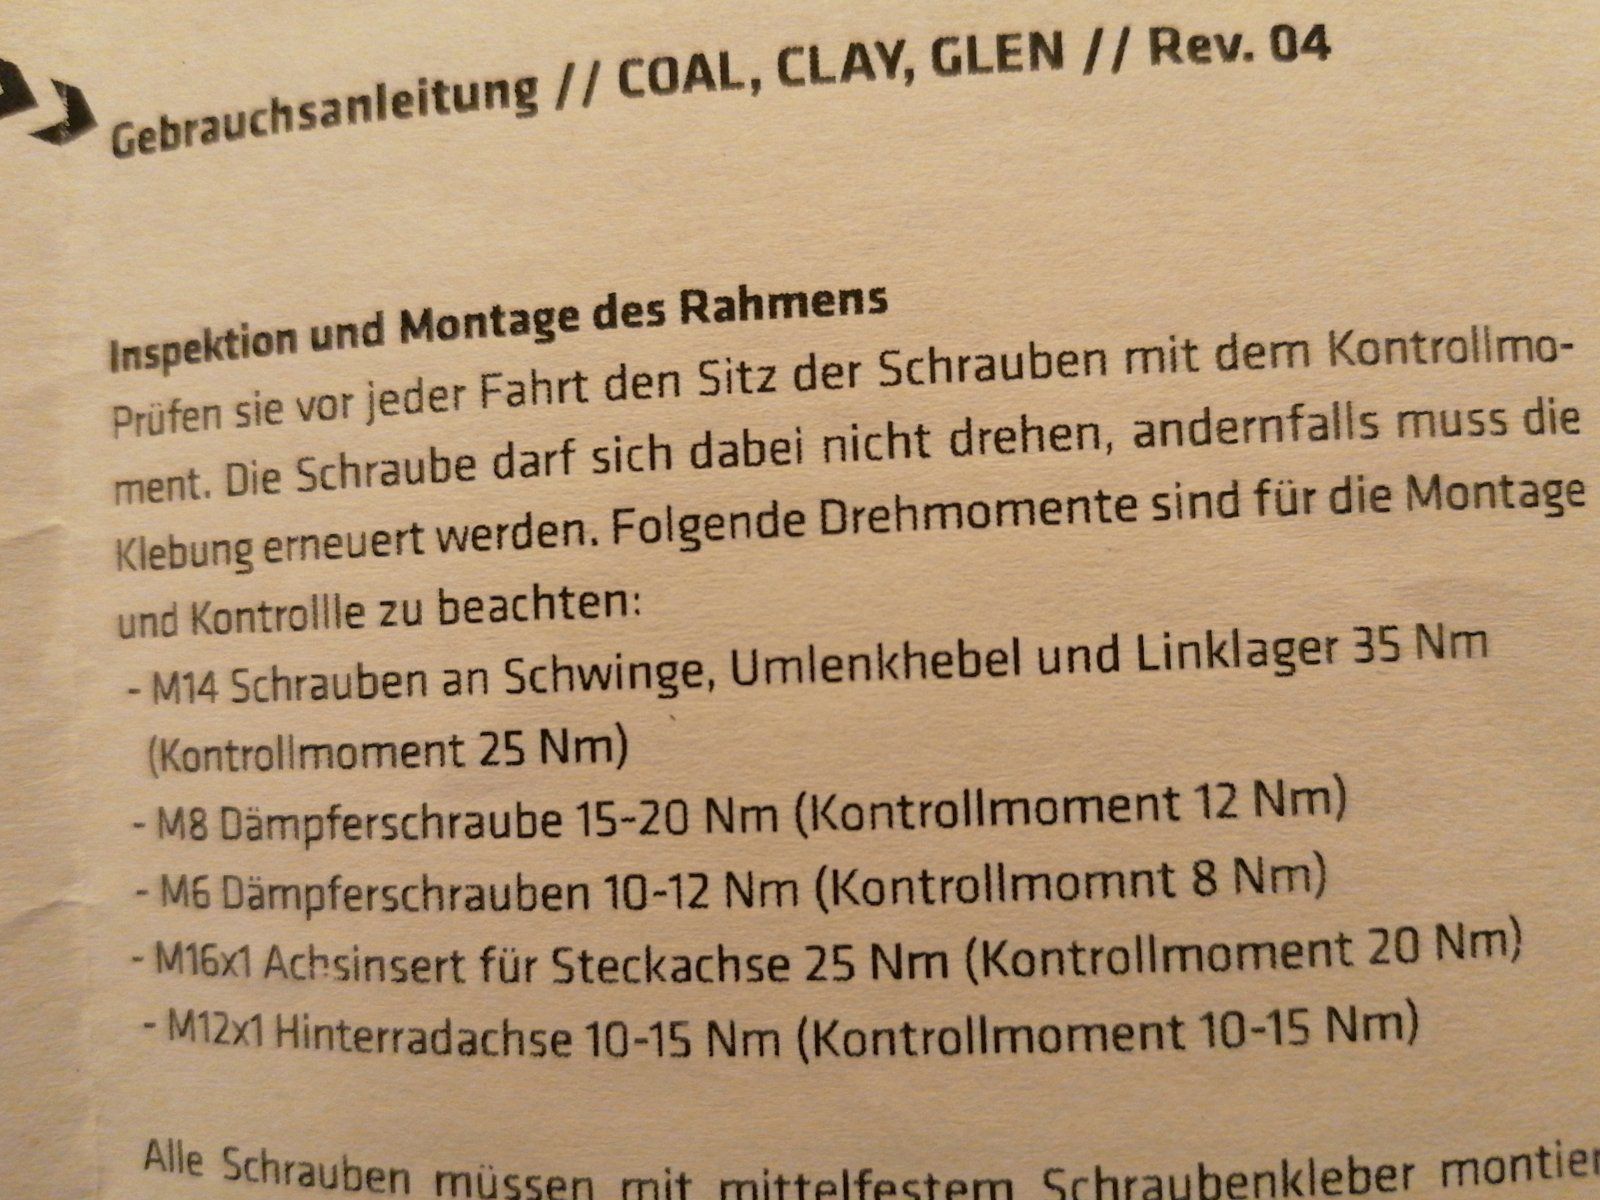 Gebrauchsanleitung // COAL, CLAY, GLEN // Rev. 04
Inspektion und Montage des Rahmens
Prüfen sie vor jeder Fahrt den Sitz der Schrauben mit dem Kontrollmo-
ment. Die Schraube darf sich dabei nicht drehen, andernfalls muss die
Klebung erneuert werden. Folgende Drehmomente sind für die Montage
und Kontrollle zu beachten:
- M14 Schrauben an Schwinge, Umlenkhebel und Linklager 35 Nm
(Kontrollmoment 25 Nm)
- M8 Dämpferschraube 15-20 Nm (Kontrollmoment 12 Nm)
- M6 Dämpferschrauben 10-12 Nm (Kontrollmomnt 8 Nm)
- M16x1 Achsinsert für Steckachse 25 Nm (Kontrollmoment 20 Nm)
- M12x1 Hinterradachse 10-15 Nm (Kontrollmoment 10-15 Nm)
Alle Schrauben müssen mit mittelfestem Schraubenkleber montier